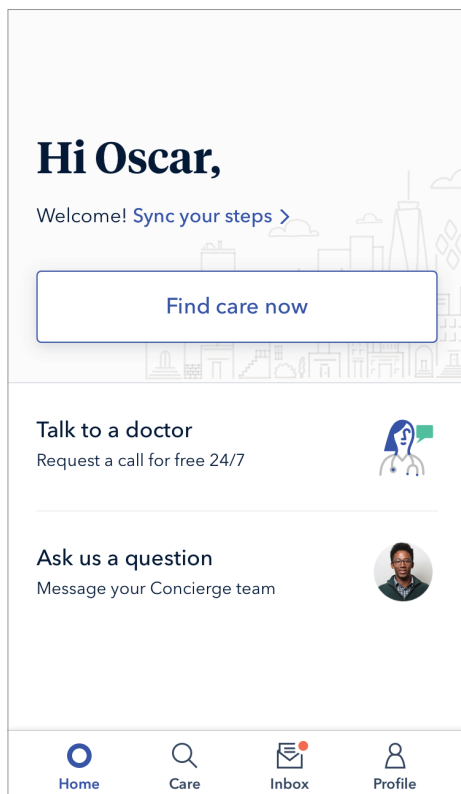 Hi Oscar,
Welcome! Sync your steps >
Find care now
Talk to a doctor
Request a call for free 24/7
Ask us a question
Message your Concierge team
Home Care Inbox Profile